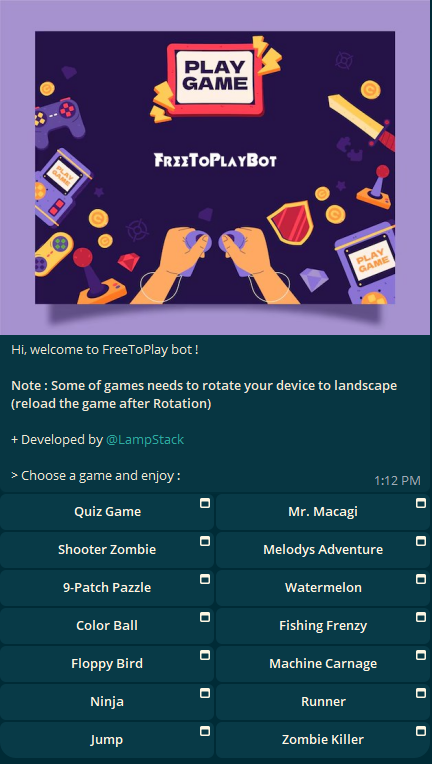 PLAY
GAME
FREETOPLAYBOT
PLAY
GAME
PLAY
GAME
Hi, welcome to FreeToPlay bot !
Note : Some of games needs to rotate your device to landscape
(reload the game after Rotation)
+ Developed by @LampStack
> Choose a game and enjoy :
1:12 PM
Quiz Game
Mr. Macagi
Shooter Zombie
Melodys Adventure
9-Patch Pazzle
Watermelon
Color Ball
Fishing Frenzy
Floppy Bird
Machine Carnage
Ninja
Runner
Jump
Zombie Killer